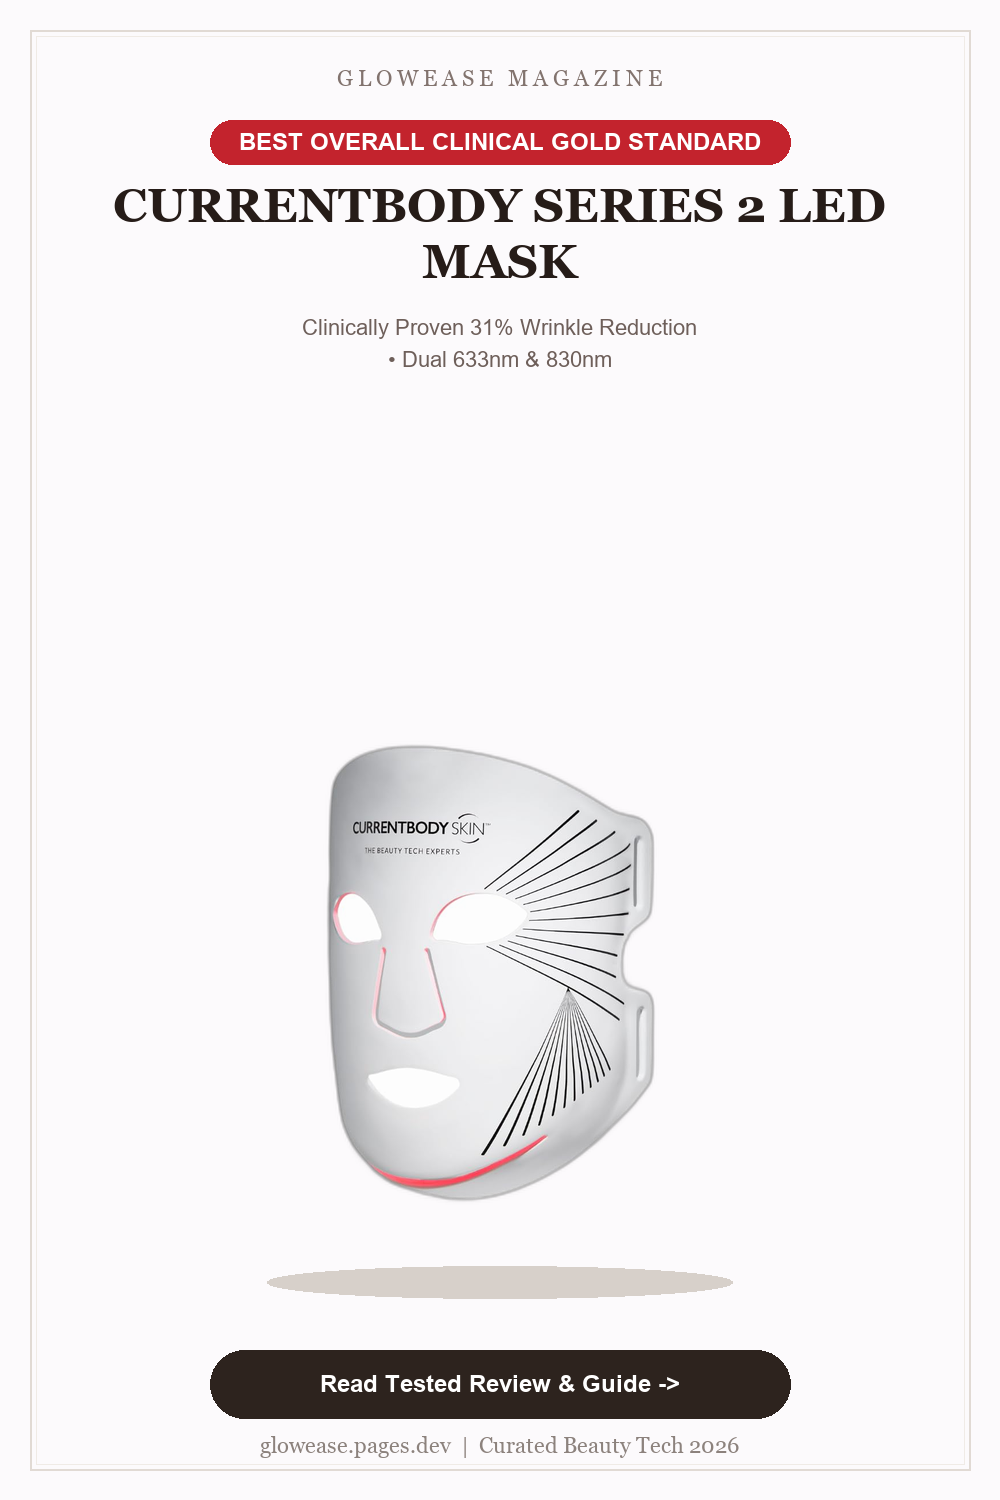 GLOWEASE MAGAZINE
BEST OVERALL CLINICAL GOLD STANDARD
CURRENTBODY SERIES 2 LED
MASK
Clinically Proven 31% Wrinkle Reduction
• Dual 633nm & 830nm
CURRENTBODY SKIN™
THE BEAUTY TECH EXPERTS
Read Tested Review & Guide ->
glowease.pages.dev | Curated Beauty Tech 2026